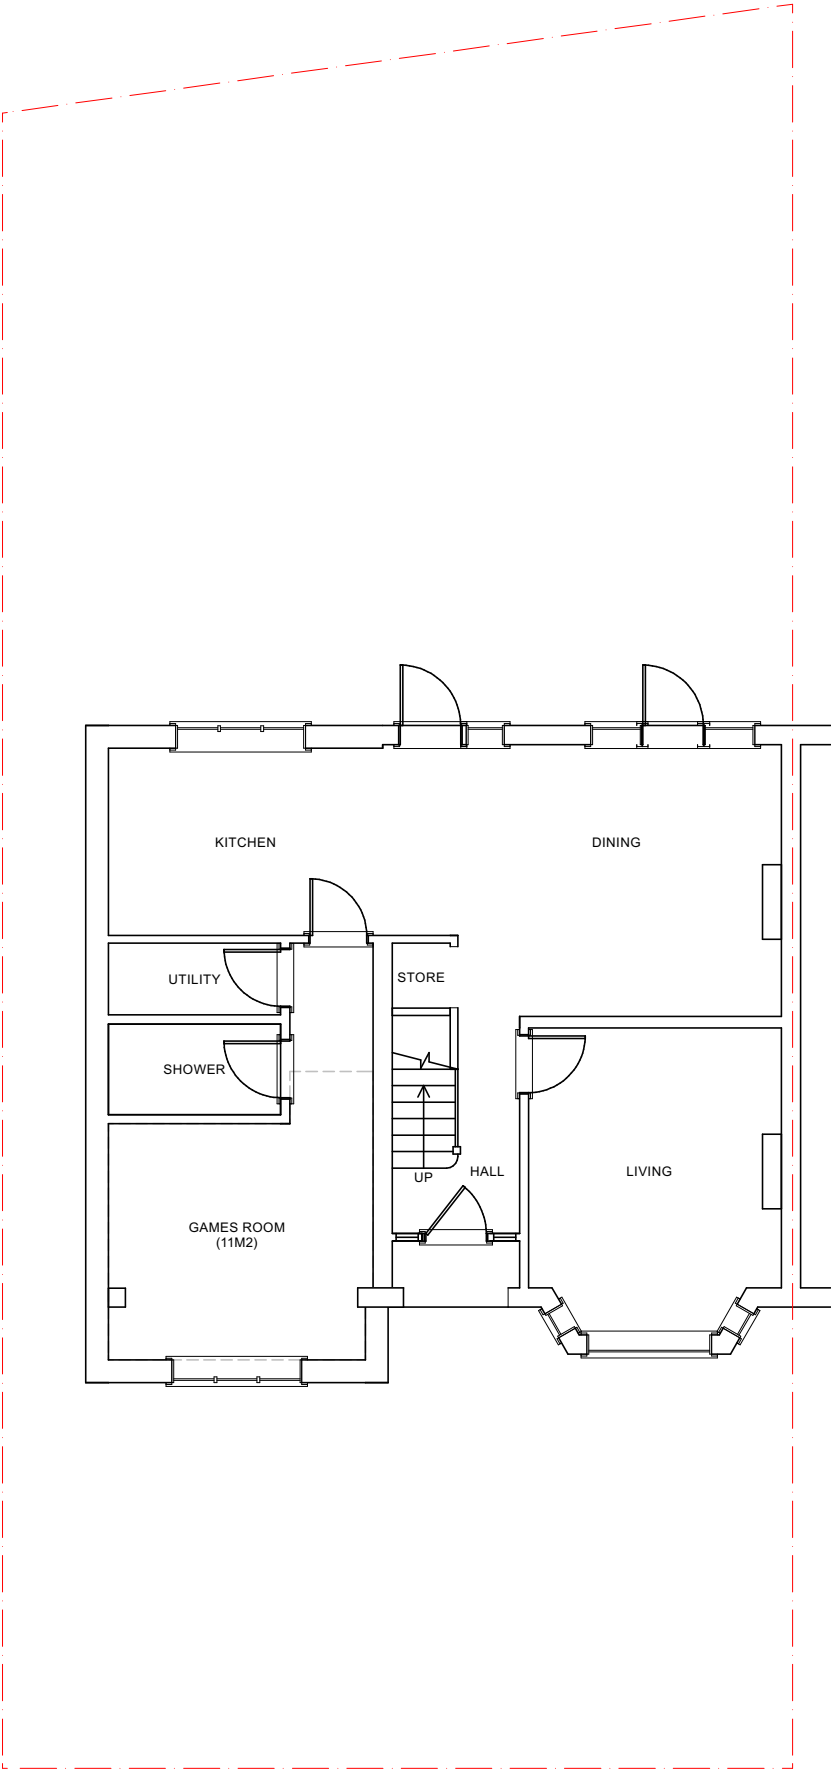 KITCHEN
DINING
UTILITY
STORE
SHOWER
UP
HALL
LIVING
GAMES ROOM
(11M2)